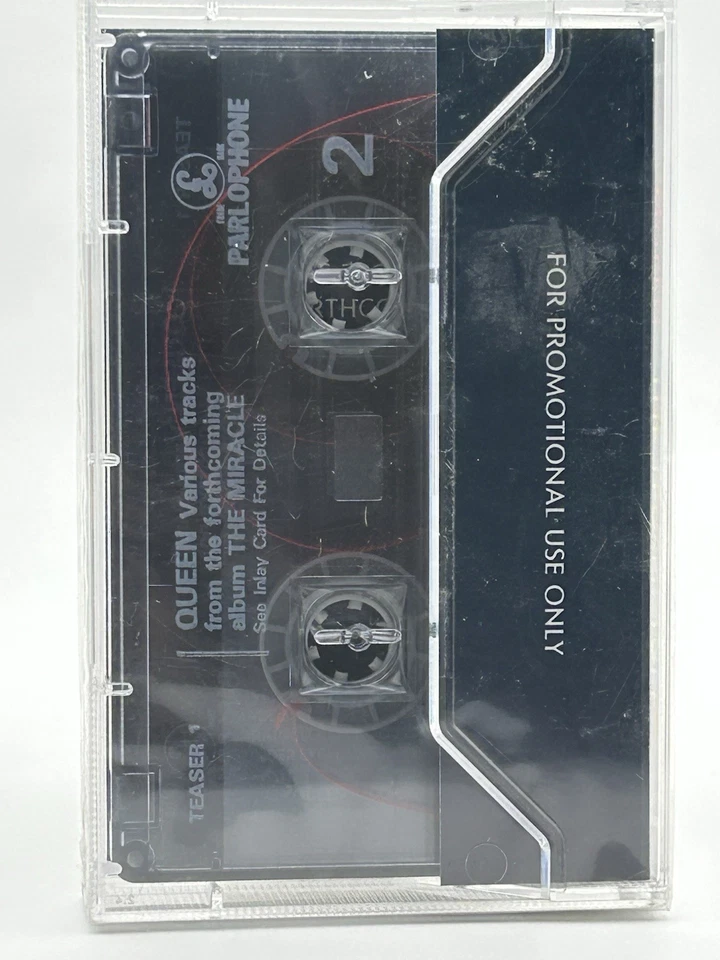 QUEEN Various tracks
from the forthcoming
album THE MIRACLE
See Inlay Card For Details
TEASER 1
PARLOPHONE
2
RTHCO
FOR PROMOTIONAL USE ONLY